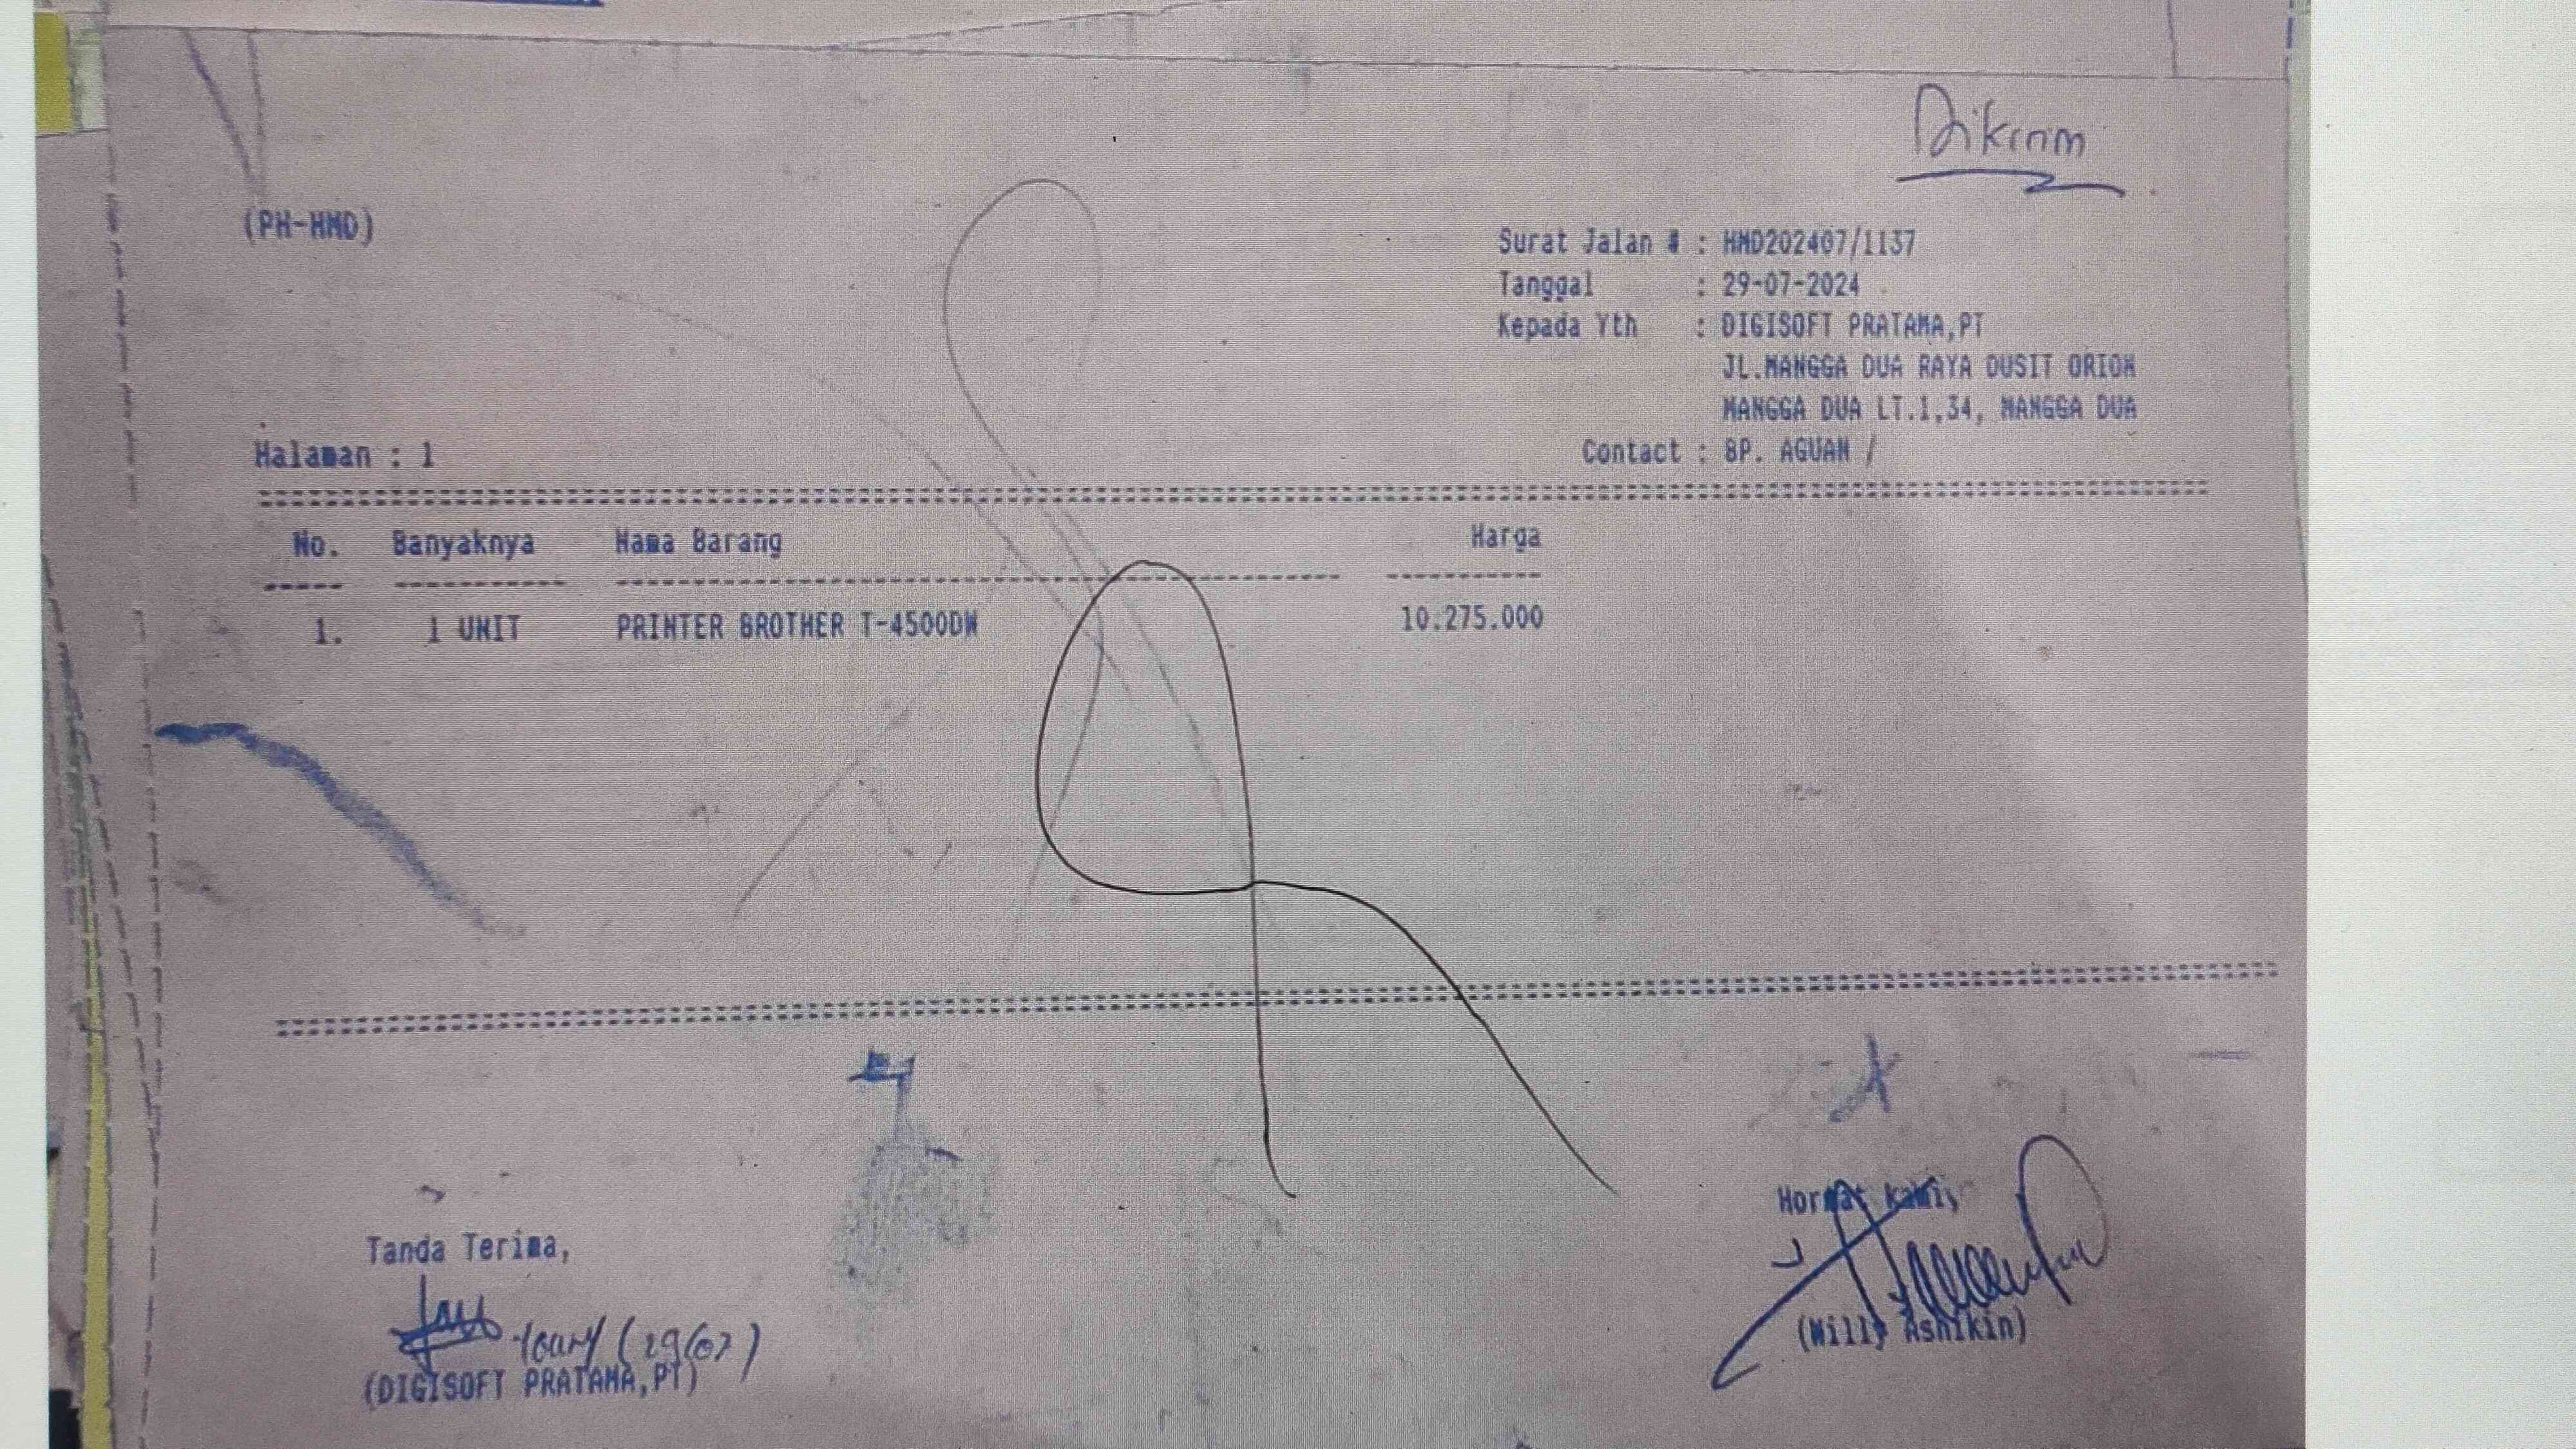 Dikirim
(PH-HMD)
Surat Jalan # : HMD202407/1137
Tanggal : 29-07-2024
Kepada Yth : DIGISOFT PRATAMA,PT
JL.MANGGA DUA RAYA DUSIT ORION
MANGGA DUA LT.1,34, MANGGA DUA
Halaman : 1
Contact : BP. AGUAN /
No. Banyaknya Nama Barang Harga
1. 1 UNIT PRINTER BROTHER T-4500DW 10.275.000
Tanda Terima,
Hormat Kami,
(29/07)
(DIGISOFT PRATAMA,PT)
(Willy Ashikin)